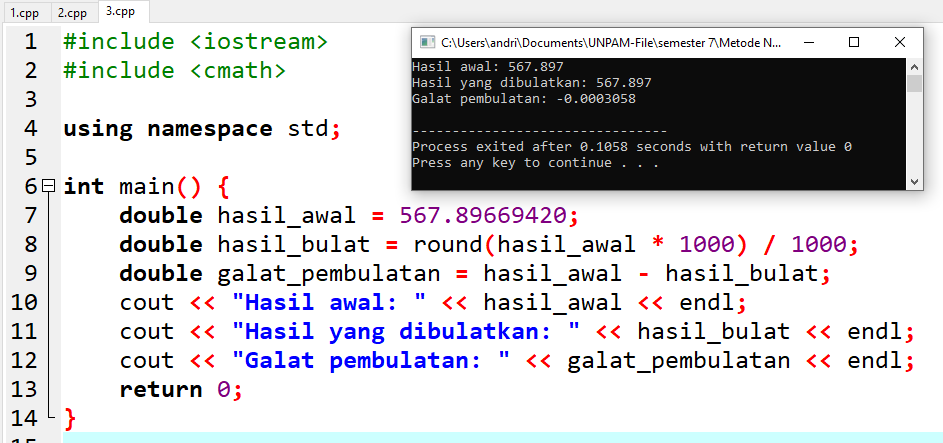 1.cpp 2.cpp 3.cpp
1 #include <iostream>
2 #include <cmath>
3
4 using namespace std;
5
6 int main() {
7 double hasil_awal = 567.89669420;
8 double hasil_bulat = round(hasil_awal * 1000) / 1000;
9 double galat_pembulatan = hasil_awal - hasil_bulat;
10 cout << "Hasil awal: " << hasil_awal << endl;
11 cout << "Hasil yang dibulatkan: " << hasil_bulat << endl;
12 cout << "Galat pembulatan: " << galat_pembulatan << endl;
13 return 0;
14 }
15
C:\Users\andri\Documents\UNPAM-File\semester 7\Metode N...
Hasil awal: 567.897
Hasil yang dibulatkan: 567.897
Galat pembulatan: -0.0003058
--------------------------------
Process exited after 0.1058 seconds with return value 0
Press any key to continue . . .